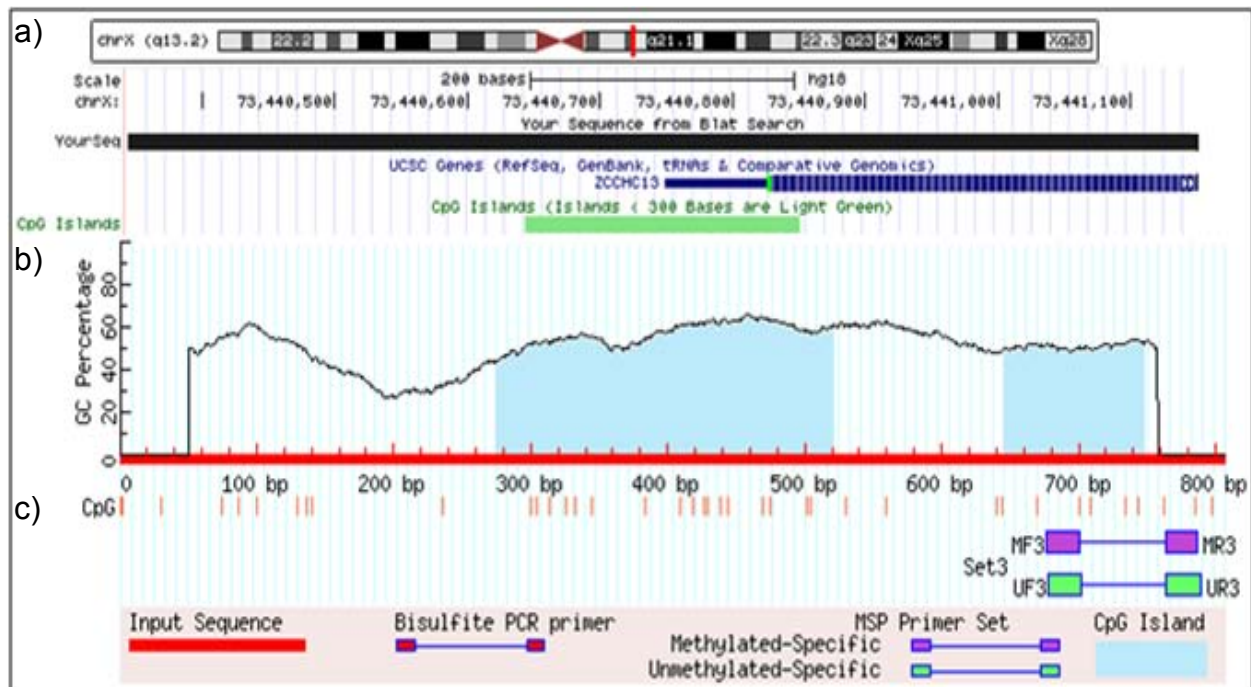 a)
chrX (q13.2) 22.2 q21.1 22.3 q23 24 Xq25 Xq28
Scale 200 bases hg18
chrX: 73,440,500 73,440,600 73,440,700 73,440,800 73,440,900 73,441,000 73,441,100
Your Sequence from Blat Search
YourSeq
UCSC Genes (RefSeq, GenBank, tRNAs & Comparative Genomics)
ZCCHC13
CpG Islands (Islands < 300 Bases are Light Green)
CpG Islands
b)
GC Percentage
80
60
40
20
0
0 100 bp 200 bp 300 bp 400 bp 500 bp 600 bp 700 bp 800 bp
c)
CpG
MF3 MR3
Set3
UF3 UR3
Input Sequence Bisulfite PCR primer MSP Primer Set CpG Island
Methylated-Specific
Unmethylated-Specific